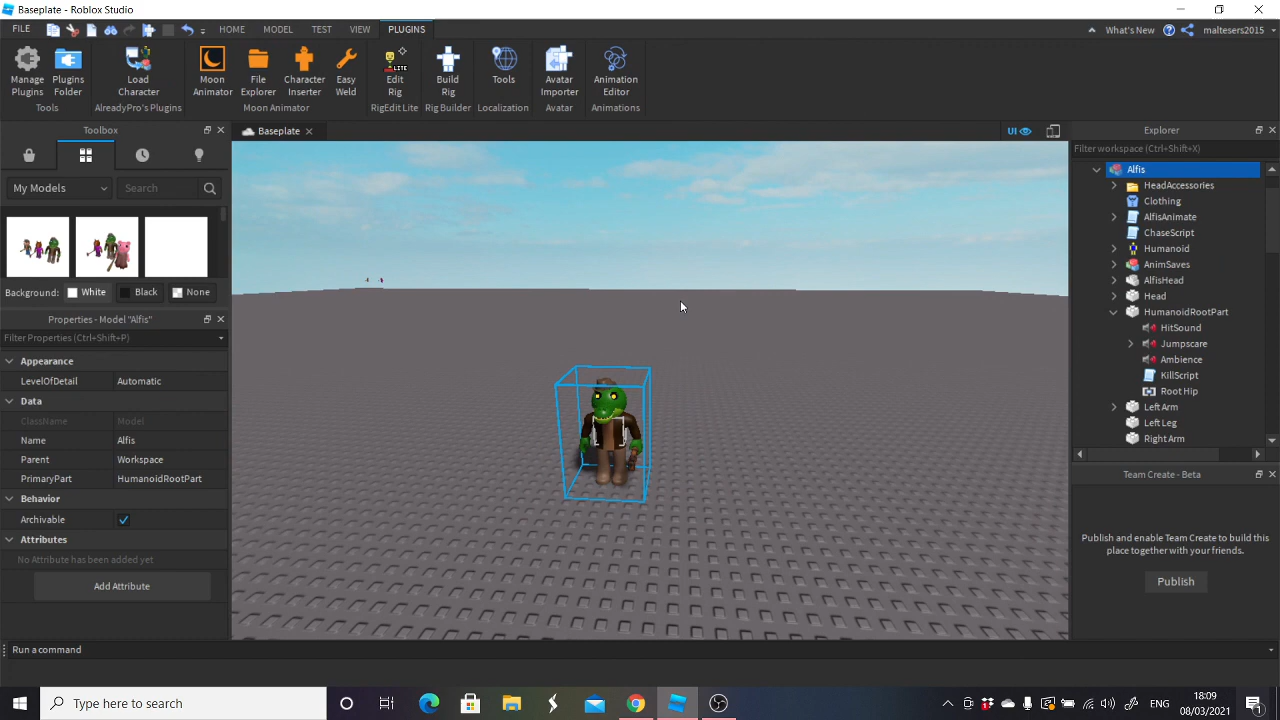 Baseplate - Roblox Studio
FILE
HOME
MODEL
TEST
VIEW
PLUGINS
What's New
maltesers2015
Manage Plugins
Plugins Folder
Load Character
Moon Animator
File Explorer
Character Inserter
Easy Weld
LITE
Edit Rig
Build Rig
Tools
Avatar Importer
Animation Editor
Tools
AlreadyPro's Plugins
Moon Animator
RigEdit Lite
Rig Builder
Localization
Avatar
Animations
Toolbox
Baseplate
UI
Explorer
Filter workspace (Ctrl+Shift+X)
My Models
Search
Background:
White
Black
None
Properties - Model "Alfis"
Filter Properties (Ctrl+Shift+P)
Appearance
LevelOfDetail Automatic
Data
ClassName Model
Name Alfis
Parent Workspace
PrimaryPart HumanoidRootPart
Behavior
Archivable
Attributes
No Attribute has been added yet
Add Attribute
Alfis
HeadAccessories
Clothing
AlfisAnimate
ChaseScript
Humanoid
AnimSaves
AlfisHead
Head
HumanoidRootPart
HitSound
Jumpscare
Ambience
KillScript
Root Hip
Left Arm
Left Leg
Right Arm
Team Create - Beta
Publish and enable Team Create to build this
place together with your friends.
Publish
Run a command
Type here to search
ENG
18:09
08/03/2021